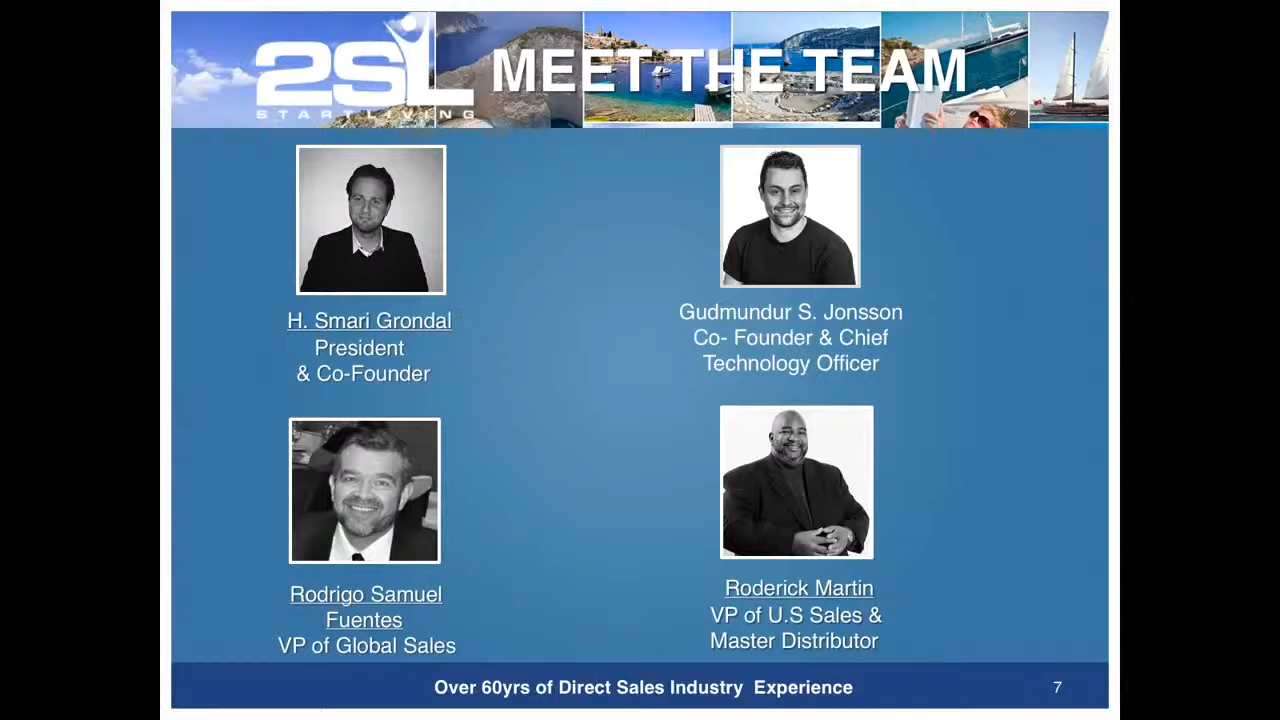 2SL
STARTLIVING
MEET THE TEAM
H. Smari Grondal
President
& Co-Founder
Gudmundur S. Jonsson
Co- Founder & Chief
Technology Officer
Rodrigo Samuel
Fuentes
VP of Global Sales
Roderick Martin
VP of U.S Sales &
Master Distributor
Over 60yrs of Direct Sales Industry  Experience
7